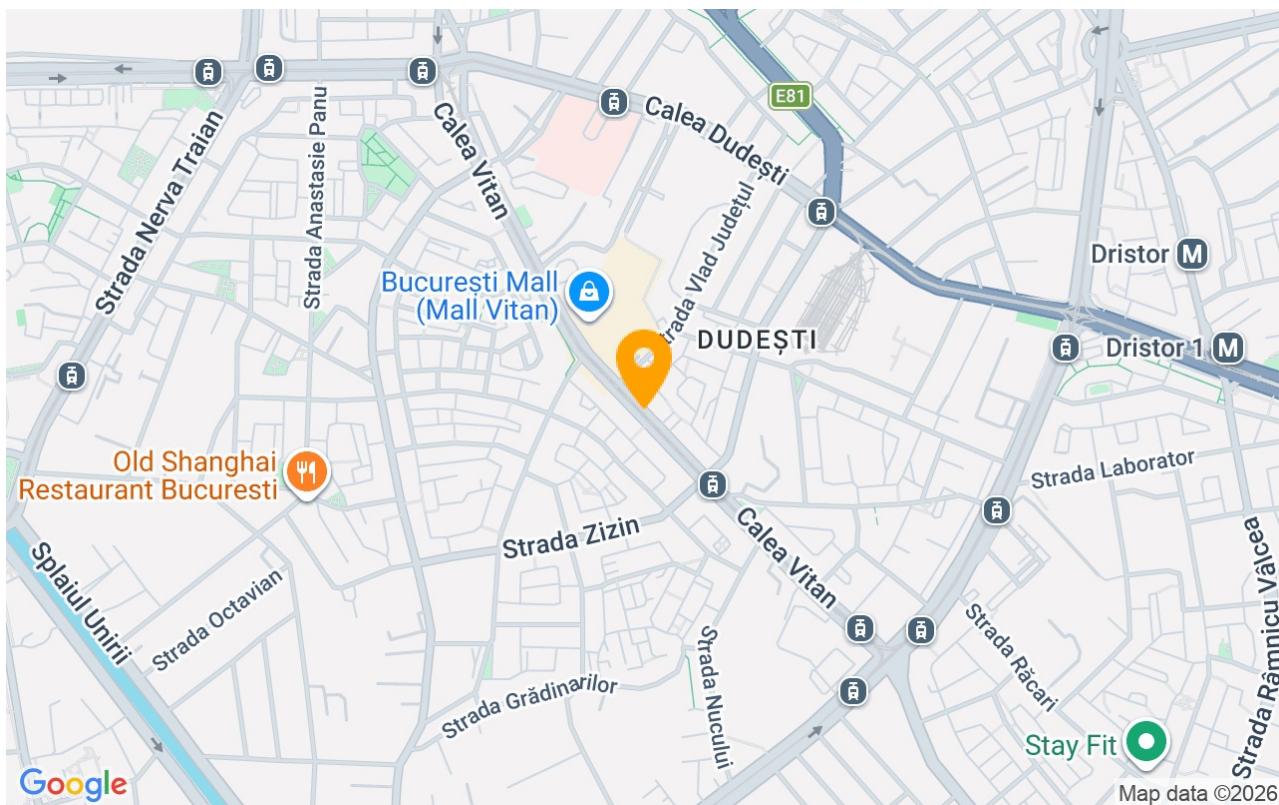 E81
Calea Dudești
Calea Vitan
Strada Anastasie Panu
Strada Nerva Traian
Strada Vlad Județul
Dristor M
București Mall
(Mall Vitan)
DUDEȘTI
Dristor 1 M
Old Shanghai
Restaurant Bucuresti
Strada Laborator
Strada Zizin
Calea Vitan
Splaiul Unirii
Strada Octavian
Strada Râmnicu Vâlcea
Strada Răcari
Strada Nucului
Strada Grădinarilor
Stay Fit
Google
Map data ©2026